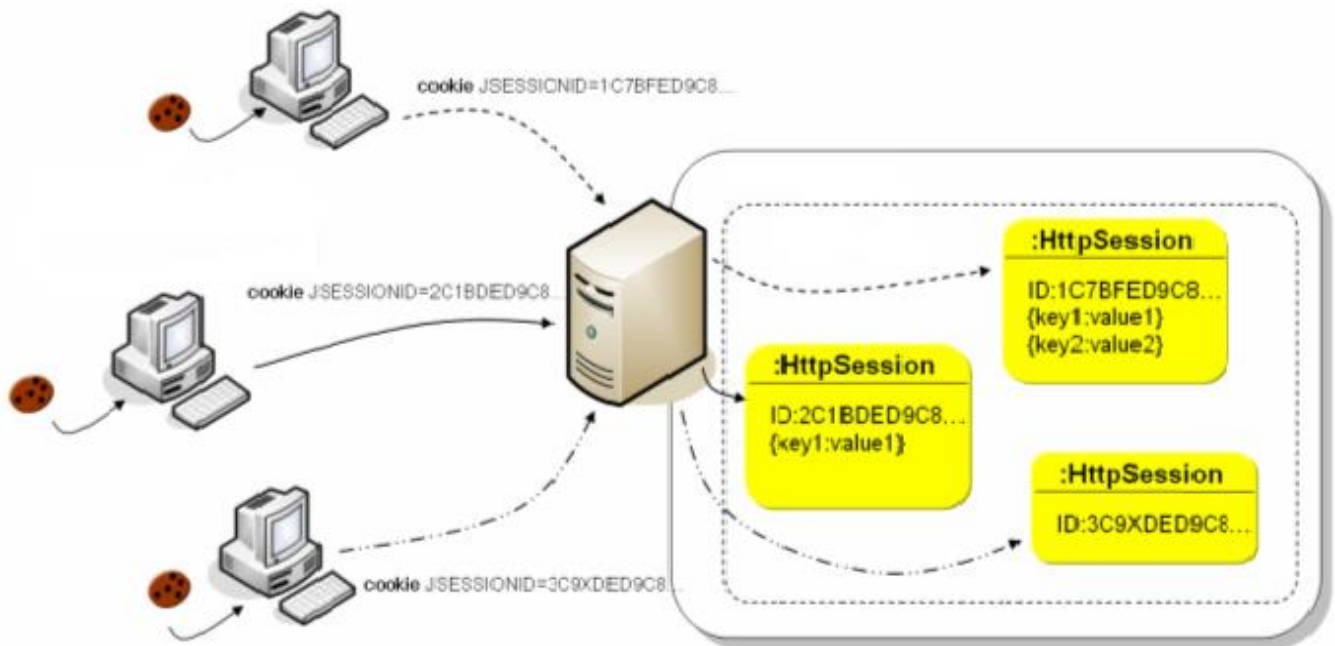 cookie JSESSIONID=1C7BFED9C8...
:HttpSession
ID:1C7BFED9C8...
{key1:value1}
{key2:value2}
cookie JSESSIONID=2C1BDED9C8...
:HttpSession
ID:2C1BDED9C8...
{key1:value1}
:HttpSession
ID:3C9XDED9C8...
cookie JSESSIONID=3C9XDED9C8...